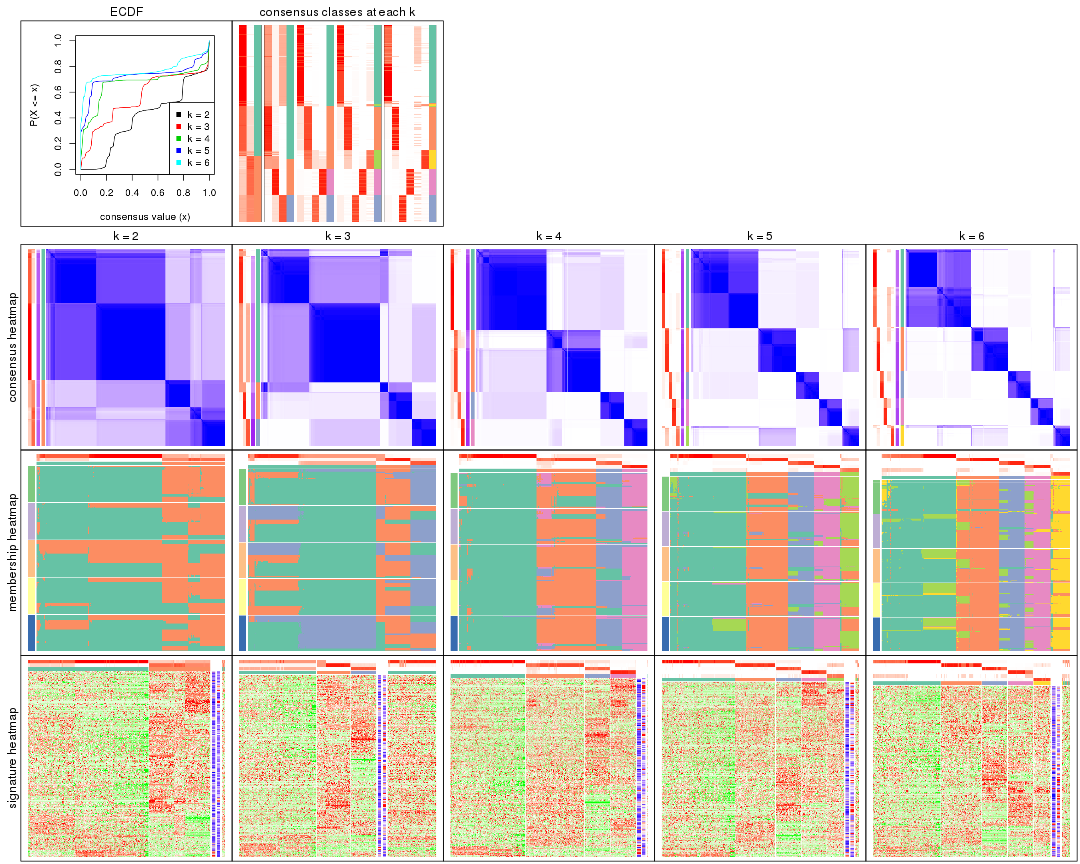 ECDF
consensus classes at each k
P(X <= x)
0.0
0.2
0.4
0.6
0.8
1.0
k = 2
k = 3
k = 4
k = 5
k = 6
0.0
0.2
0.4
0.6
0.8
1.0
consensus value (x)
k = 2
k = 3
k = 4
k = 5
k = 6
consensus heatmap
membership heatmap
signature heatmap